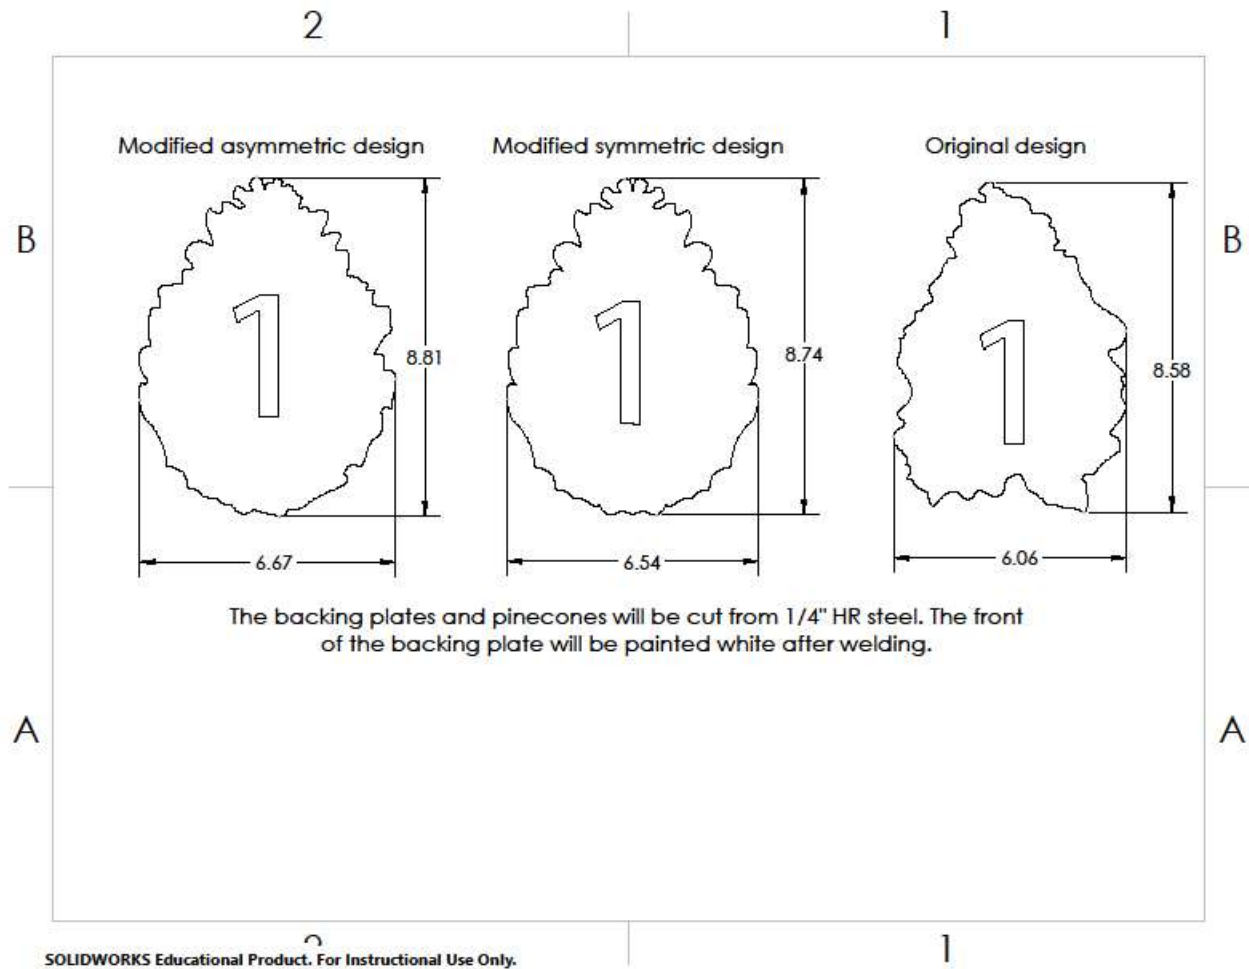 2
1
Modified asymmetric design
Modified symmetric design
Original design
B
B
1
1
1
8.81
8.74
8.58
6.67
6.54
6.06
The backing plates and pinecones will be cut from 1/4" HR steel. The front
of the backing plate will be painted white after welding.
A
A
1
SOLIDWORKS Educational Product. For Instructional Use Only.